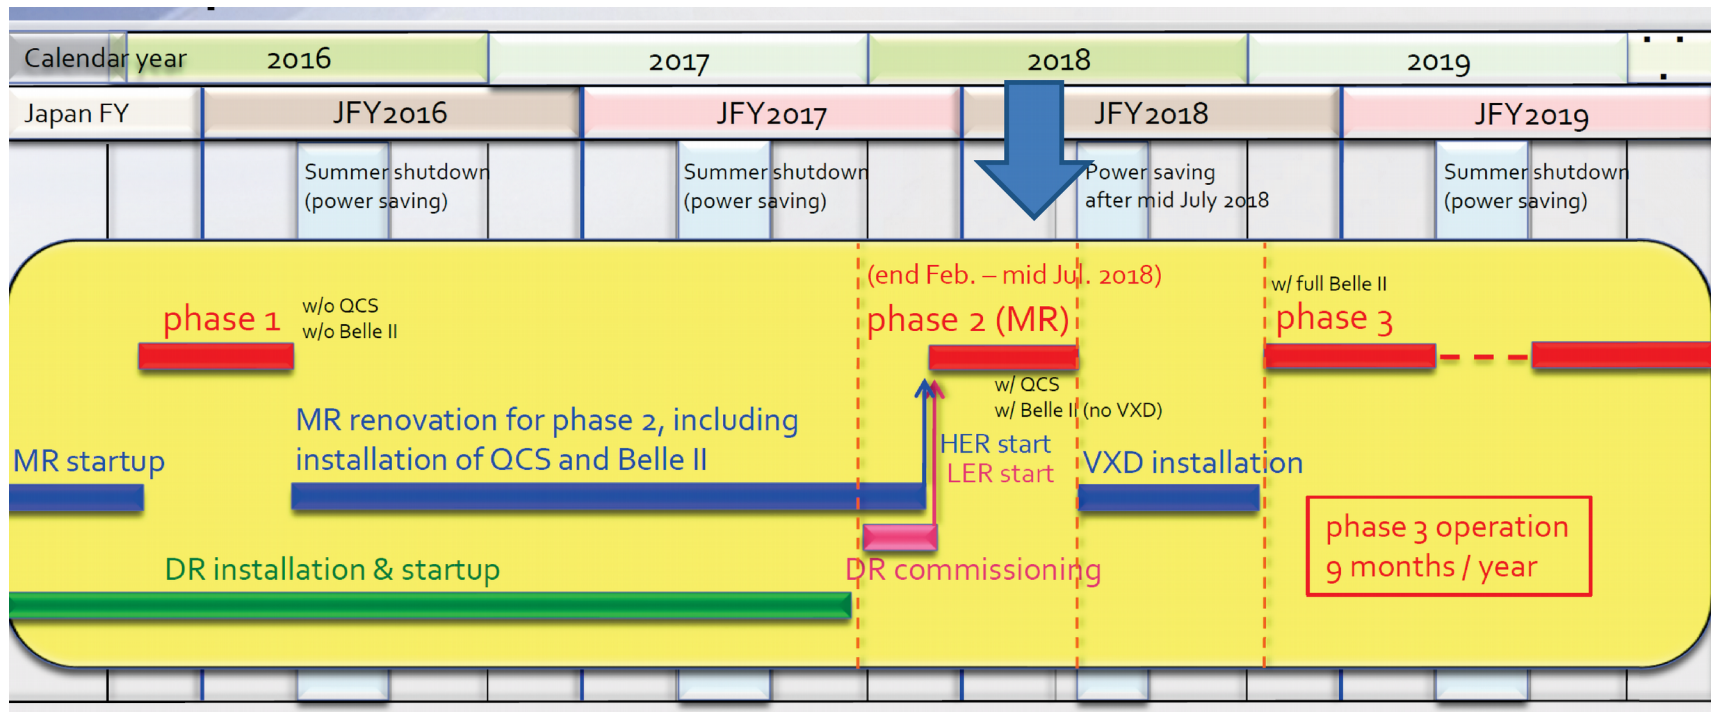 Calendar year 2016 2017 2018 2019 . . .
Japan FY JFY2016 JFY2017 JFY2018 JFY2019
Summer shutdown
(power saving)
Summer shutdown
(power saving)
Power saving
after mid July 2018
Summer shutdown
(power saving)
phase 1
w/o QCS
w/o Belle II
(end Feb. – mid Jul. 2018)
phase 2 (MR)
w/ QCS
w/ Belle II (no VXD)
w/ full Belle II
phase 3
MR startup
MR renovation for phase 2, including
installation of QCS and Belle II
HER start
LER start
VXD installation
DR installation & startup
DR commissioning
phase 3 operation
9 months / year